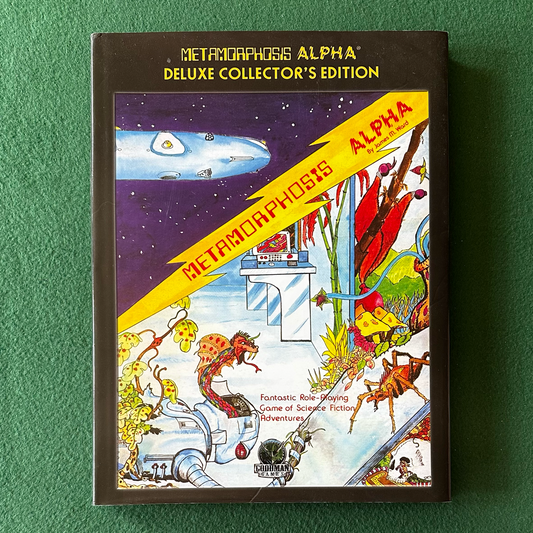 METAMORPHOSIS ALPHA®
DELUXE COLLECTOR'S EDITION
METAMORPHOSIS
ALPHA
By James M. Ward
Fantastic Role-Playing
Game of Science Fiction
Adventures
GOODMAN
GAMES